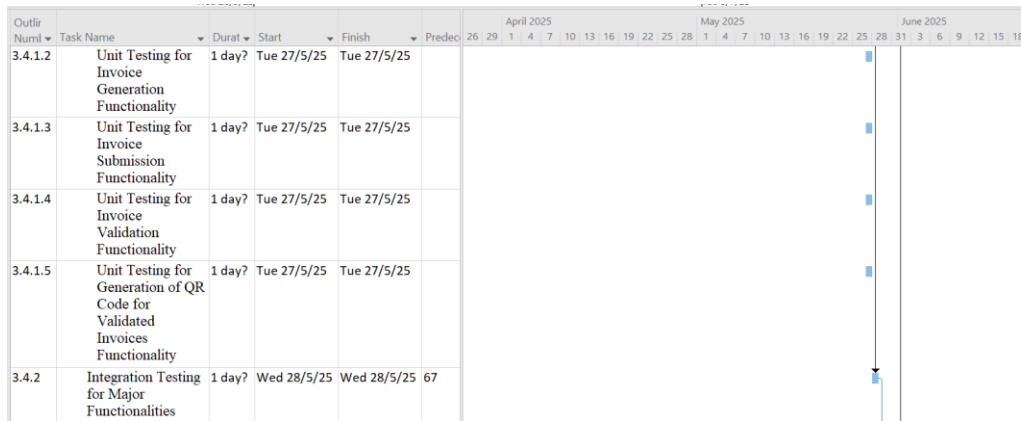 Outlir
Numl Task Name Durat Start Finish Predec
April 2025 May 2025 June 2025
26 29 1 4 7 10 13 16 19 22 25 28 1 4 7 10 13 16 19 22 25 28 31 3 6 9 12 15 18
3.4.1.2 Unit Testing for 1 day? Tue 27/5/25 Tue 27/5/25
Invoice
Generation
Functionality
3.4.1.3 Unit Testing for 1 day? Tue 27/5/25 Tue 27/5/25
Invoice
Submission
Functionality
3.4.1.4 Unit Testing for 1 day? Tue 27/5/25 Tue 27/5/25
Invoice
Validation
Functionality
3.4.1.5 Unit Testing for 1 day? Tue 27/5/25 Tue 27/5/25
Generation of QR
Code for
Validated
Invoices
Functionality
3.4.2 Integration Testing 1 day? Wed 28/5/25 Wed 28/5/25 67
for Major
Functionalities